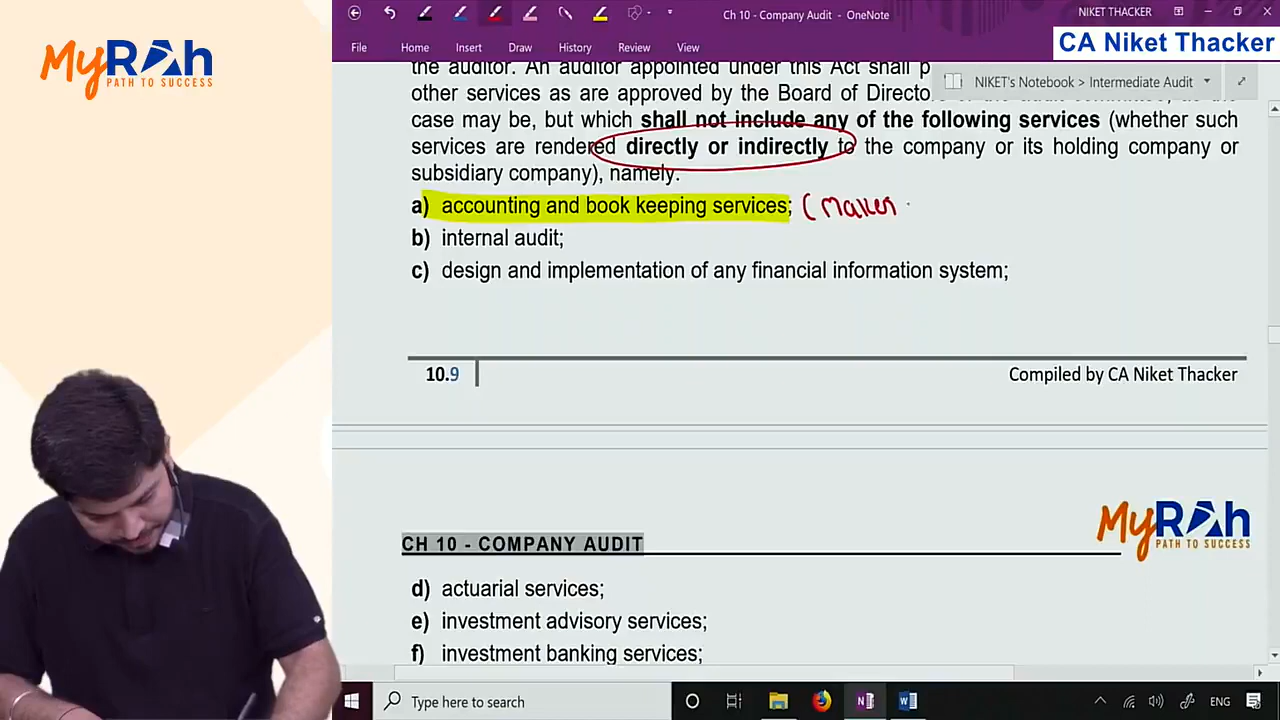 MyRAh
PATH TO SUCCESS
Ch 10 - Company Audit - OneNote
NIKET THACKER
File Home Insert Draw History Review View
CA Niket Thacker
NIKET's Notebook > Intermediate Audit
the auditor. An auditor appointed under this Act shall p
other services as are approved by the Board of Directo
case may be, but which shall not include any of the following services (whether such
services are rendered directly or indirectly to the company or its holding company or
subsidiary company), namely.
a) accounting and book keeping services; (Maker
b) internal audit;
c) design and implementation of any financial information system;
10.9
Compiled by CA Niket Thacker
MyRAh
PATH TO SUCCESS
CH 10 - COMPANY AUDIT
d) actuarial services;
e) investment advisory services;
f) investment banking services;
Type here to search
ENG